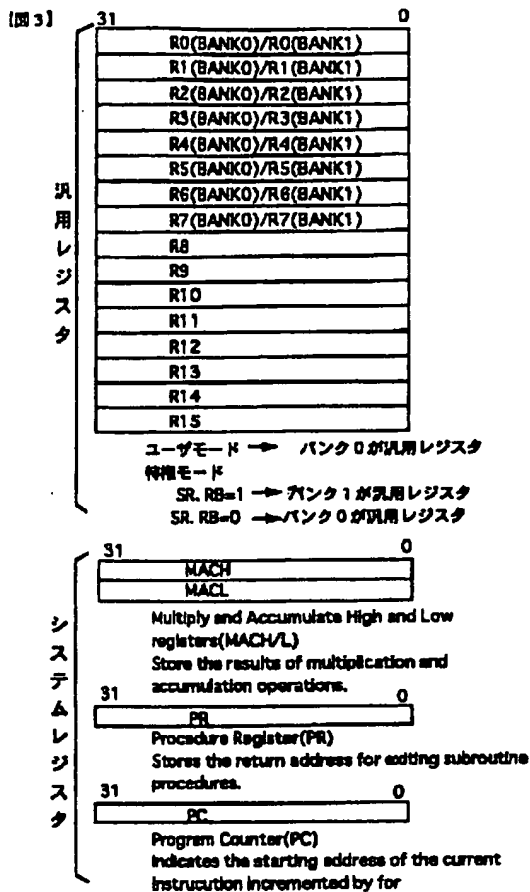 [図3]
31 0
R0(BANK0)/R0(BANK1)
R1(BANK0)/R1(BANK1)
R2(BANK0)/R2(BANK1)
R3(BANK0)/R3(BANK1)
R4(BANK0)/R4(BANK1)
R5(BANK0)/R5(BANK1)
R6(BANK0)/R6(BANK1)
R7(BANK0)/R7(BANK1)
R8
R9
R10
R11
R12
R13
R14
R15
汎用レジスタ
ユーザモード → バンク0が汎用レジスタ
特権モード
SR. RB=1 → バンク1が汎用レジスタ
SR. RB=0 → バンク0が汎用レジスタ
システムレジスタ
31 0
MACH
MACL
Multiply and Accumulate High and Low
registers(MACH/L)
Store the results of multiplication and
accumulation operations.
31 0
PR
Procedure Register(PR)
Stores the return address for exiting subroutine
procedures.
31 0
PC
Program Counter(PC)
Indicates the starting address of the current
instrucution incremented by for